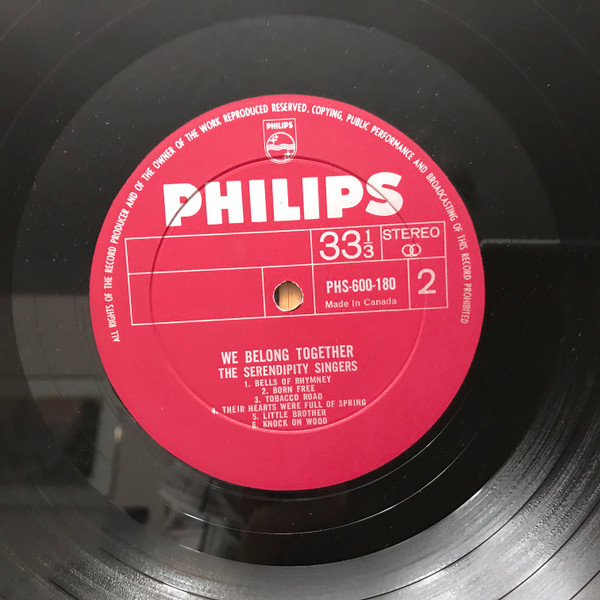 ALL RIGHTS OF THE RECORD PRODUCER AND OF THE OWNER OF THE WORK REPRODUCED RESERVED. COPYING, PUBLIC PERFORMANCE AND BROADCASTING OF THIS RECORD PROHIBITED
PHILIPS
PHILIPS
33 1/3 STEREO
PHS-600-180 2
Made In Canada
WE BELONG TOGETHER
THE SERENDIPITY SINGERS
1. BELLS OF RHYMNEY
2. BORN FREE
3. TOBACCO ROAD
4. THEIR HEARTS WERE FULL OF SPRING
5. LITTLE BROTHER
6. KNOCK ON WOOD